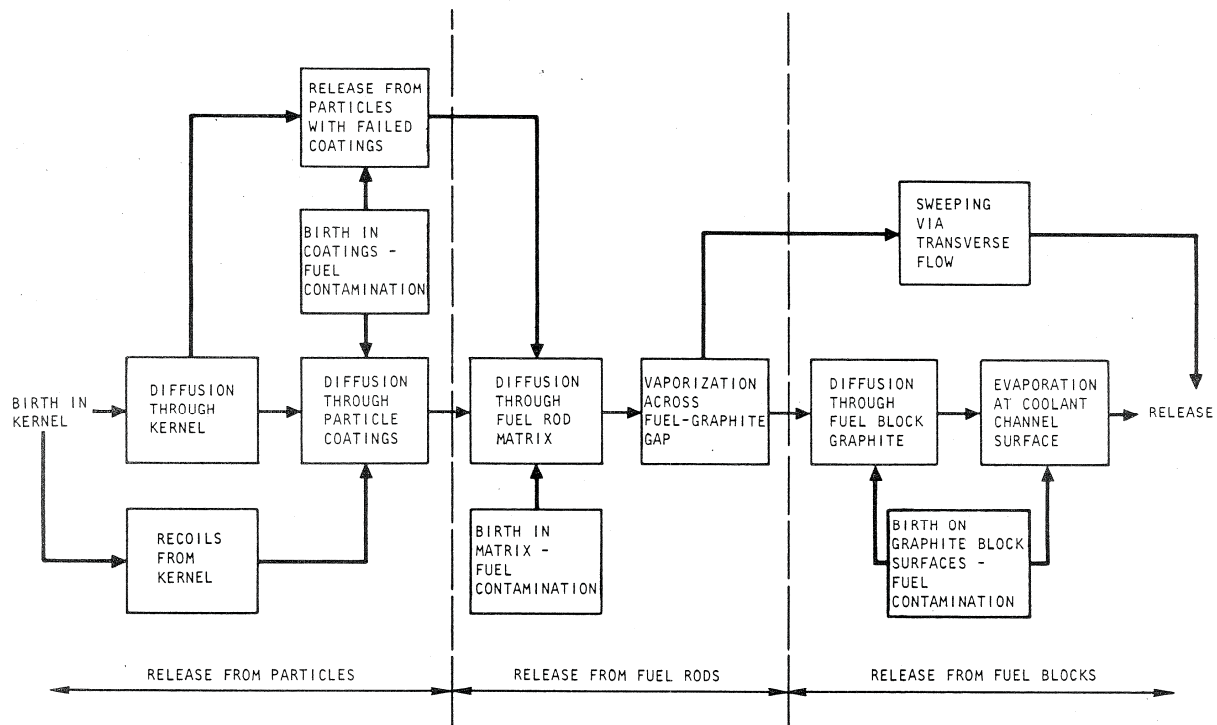 RELEASE FROM
PARTICLES
WITH FAILED
COATINGS
BIRTH IN
COATINGS -
FUEL
CONTAMINATION
SWEEPING
VIA
TRANSVERSE
FLOW
BIRTH IN
KERNEL
DIFFUSION
THROUGH
KERNEL
DIFFUSION
THROUGH
PARTICLE
COATINGS
DIFFUSION
THROUGH
FUEL ROD
MATRIX
VAPORIZATION
ACROSS
FUEL-GRAPHITE
GAP
DIFFUSION
THROUGH
FUEL BLOCK
GRAPHITE
EVAPORATION
AT COOLANT
CHANNEL
SURFACE
RELEASE
RECOILS
FROM
KERNEL
BIRTH IN
MATRIX -
FUEL
CONTAMINATION
BIRTH ON
GRAPHITE BLOCK
SURFACES -
FUEL
CONTAMINATION
RELEASE FROM PARTICLES
RELEASE FROM FUEL RODS
RELEASE FROM FUEL BLOCKS